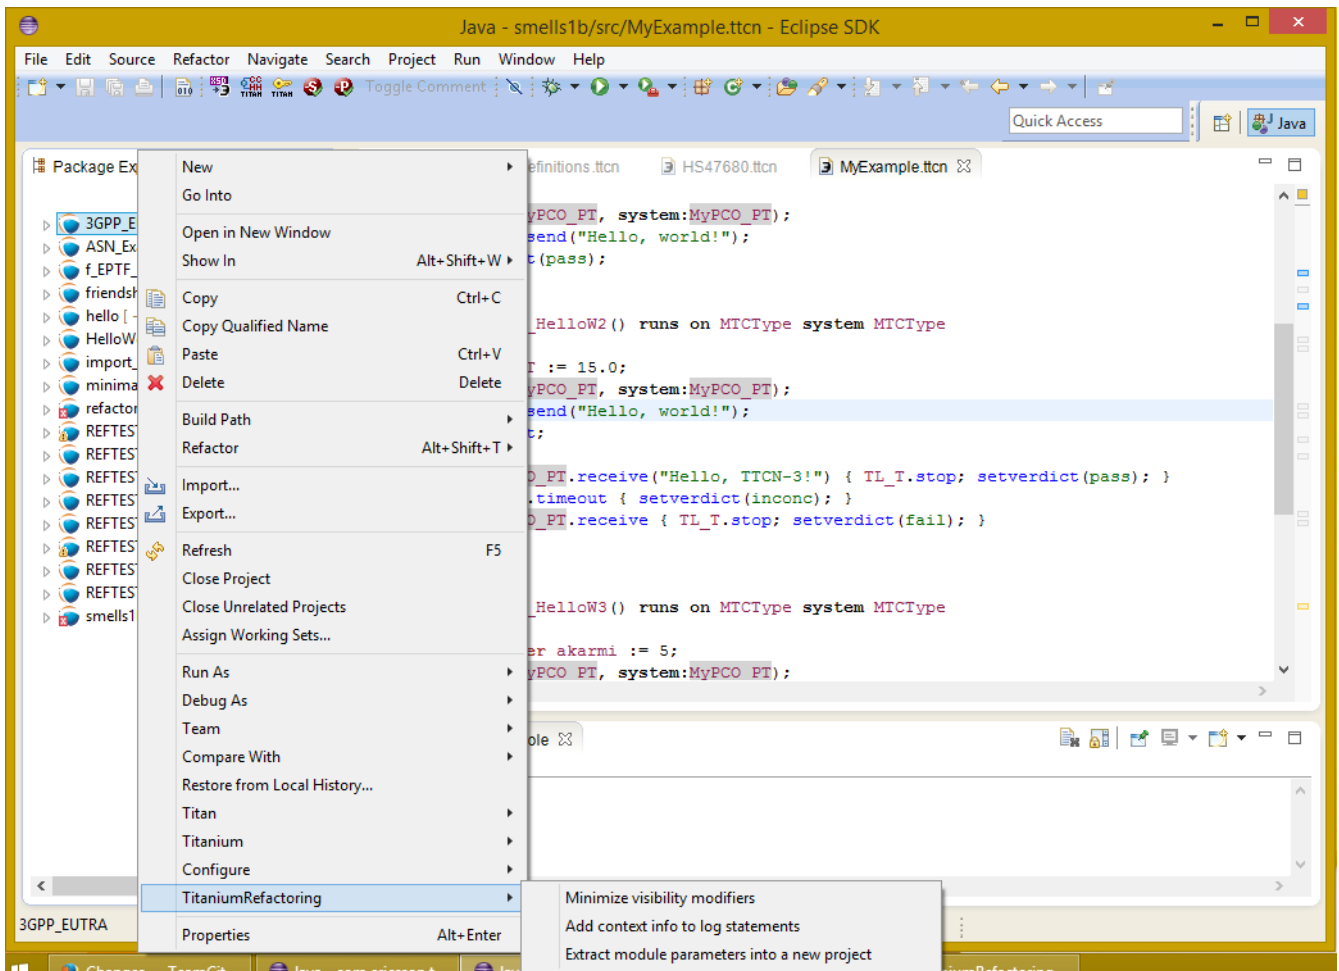 Java - smells1b/src/MyExample.ttcn - Eclipse SDK
File Edit Source Refactor Navigate Search Project Run Window Help
Toggle Comment
Quick Access
Java
Package Ex
efinitions.ttcn HS47680.ttcn MyExample.ttcn
3GPP_E
ASN_Ex
f_EPTF_
friendsh
hello [
HelloW
import_
minima
refactor
REFTES
REFTES
REFTES
REFTES
REFTES
REFTES
REFTES
REFTES
smells1
New
Go Into
Open in New Window
Show In Alt+Shift+W
Copy Ctrl+C
Copy Qualified Name
Paste Ctrl+V
Delete Delete
Build Path
Refactor Alt+Shift+T
Import...
Export...
Refresh F5
Close Project
Close Unrelated Projects
Assign Working Sets...
Run As
Debug As
Team
Compare With
Restore from Local History...
Titan
Titanium
Configure
TitaniumRefactoring
Properties Alt+Enter
Minimize visibility modifiers
Add context info to log statements
Extract module parameters into a new project
yPCO_PT, system:MyPCO_PT);
send("Hello, world!");
t(pass);
_HelloW2() runs on MTCType system MTCType
T := 15.0;
yPCO_PT, system:MyPCO_PT);
send("Hello, world!");
t;
O_PT.receive("Hello, TTCN-3!") { TL_T.stop; setverdict(pass); }
.timeout { setverdict(inconc); }
O_PT.receive { TL_T.stop; setverdict(fail); }
_HelloW3() runs on MTCType system MTCType
er akarmi := 5;
yPCO_PT, system:MyPCO_PT);
ole
3GPP_EUTRA